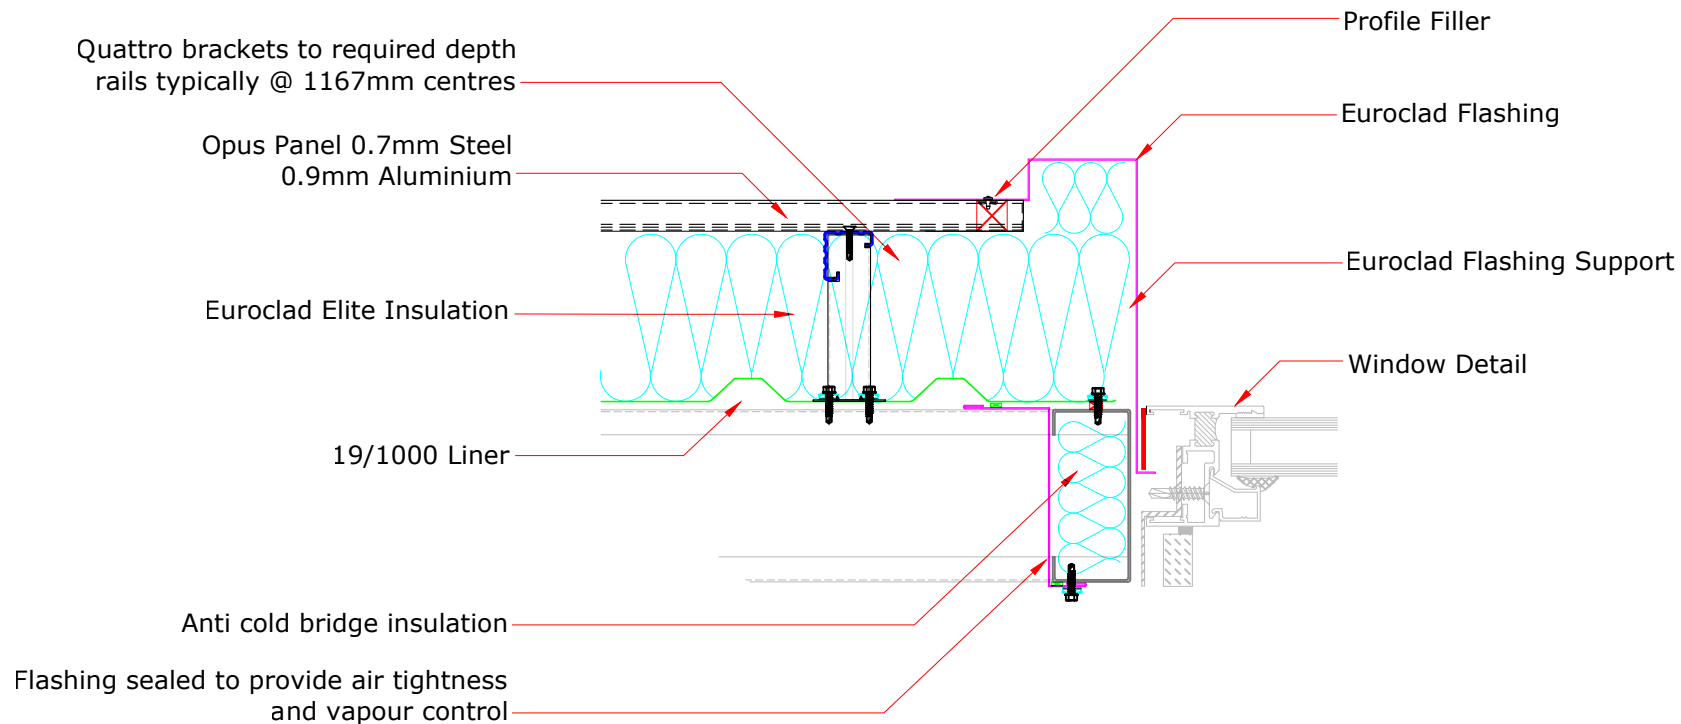 Quattro brackets to required depth
rails typically @ 1167mm centres
Opus Panel 0.7mm Steel
0.9mm Aluminium
Euroclad Elite Insulation
19/1000 Liner
Anti cold bridge insulation
Flashing sealed to provide air tightness
and vapour control
Profile Filler
Euroclad Flashing
Euroclad Flashing Support
Window Detail